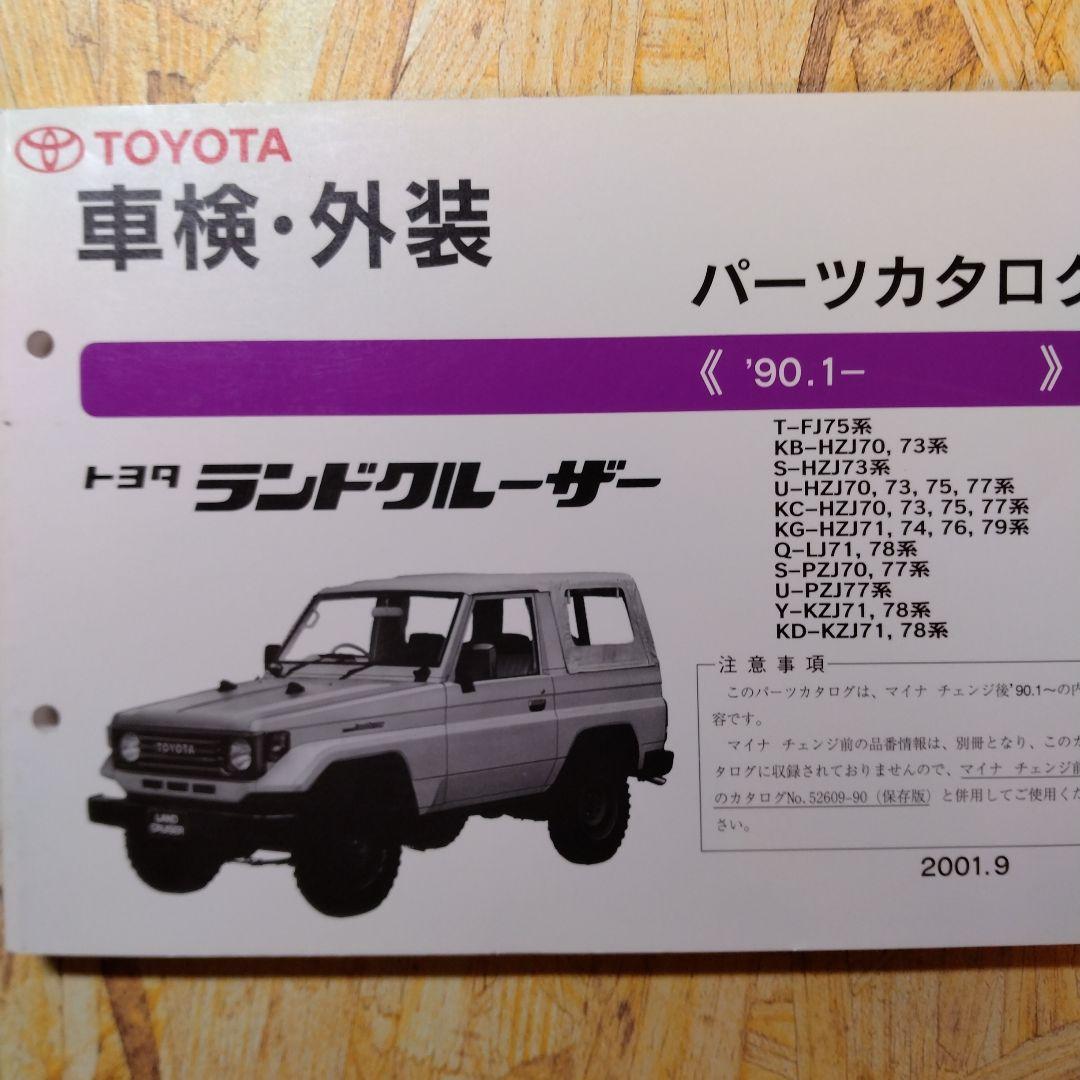 TOYOTA
車検・外装
パーツカタログ
《 '90.1− 》
T−FJ75系
KB−HZJ70, 73系
S−HZJ73系
U−HZJ70, 73, 75, 77系
KC−HZJ70, 73, 75, 77系
KG−HZJ71, 74, 76, 79系
Q−LJ71, 78系
S−PZJ70, 77系
U−PZJ77系
Y−KZJ71, 78系
KD−KZJ71, 78系
トヨタ ランドクルーザー
TOYOTA
LAND
CRUISER
注意事項
このパーツカタログは、マイナ チェンジ後'90.1〜の内
容です。
マイナ チェンジ前の品番情報は、別冊となり、このカ
タログに収録されておりませんので、マイナ チェンジ前
のカタログNo.52609-90（保存版）と併用してご使用くだ
さい。
2001.9